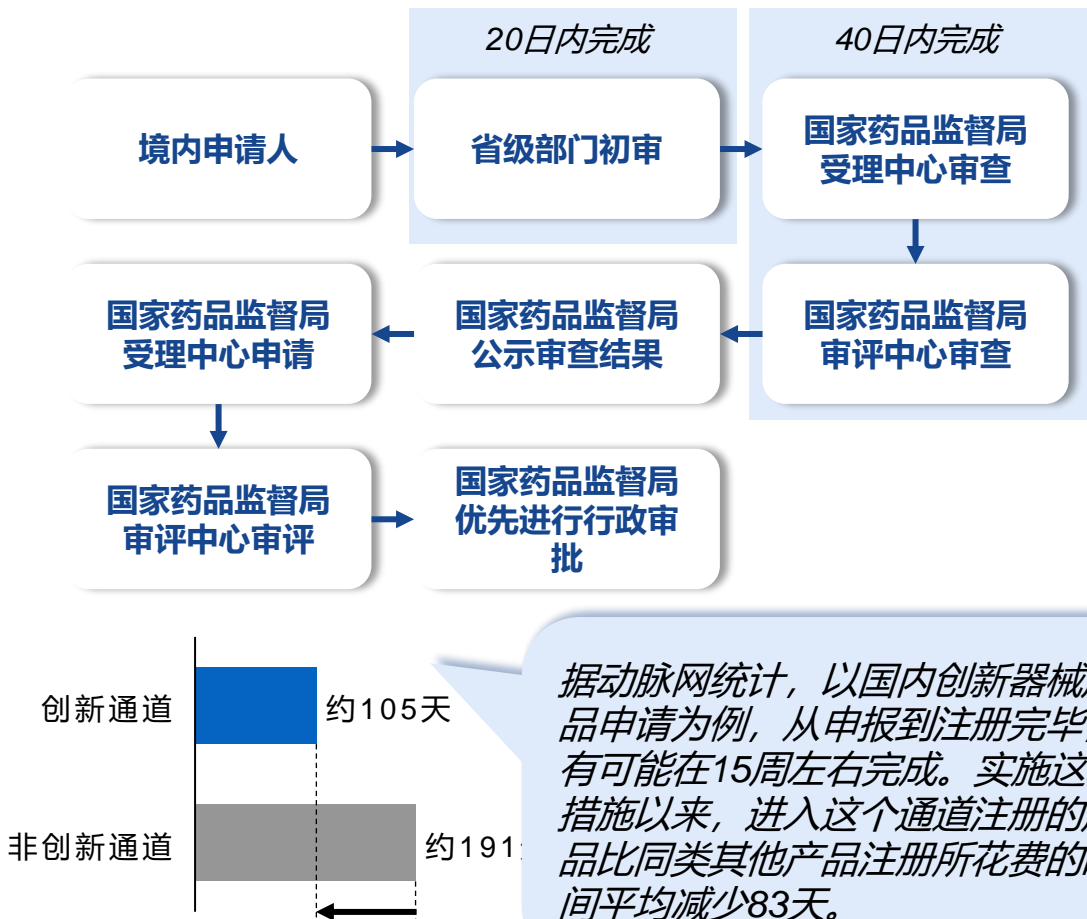 20日内完成
40日内完成
境内申请人
省级部门初审
国家药品监督局
受理中心审查
国家药品监督局
受理中心申请
国家药品监督局
公示审查结果
国家药品监督局
审评中心审查
国家药品监督局
审评中心审评
国家药品监督局
优先进行行政审
批
创新通道
约105天
非创新通道
约191
据动脉网统计，以国内创新器械
品申请为例，从申报到注册完毕
有可能在15周左右完成。实施这
措施以来，进入这个通道注册的
品比同类其他产品注册所花费的
间平均减少83天。